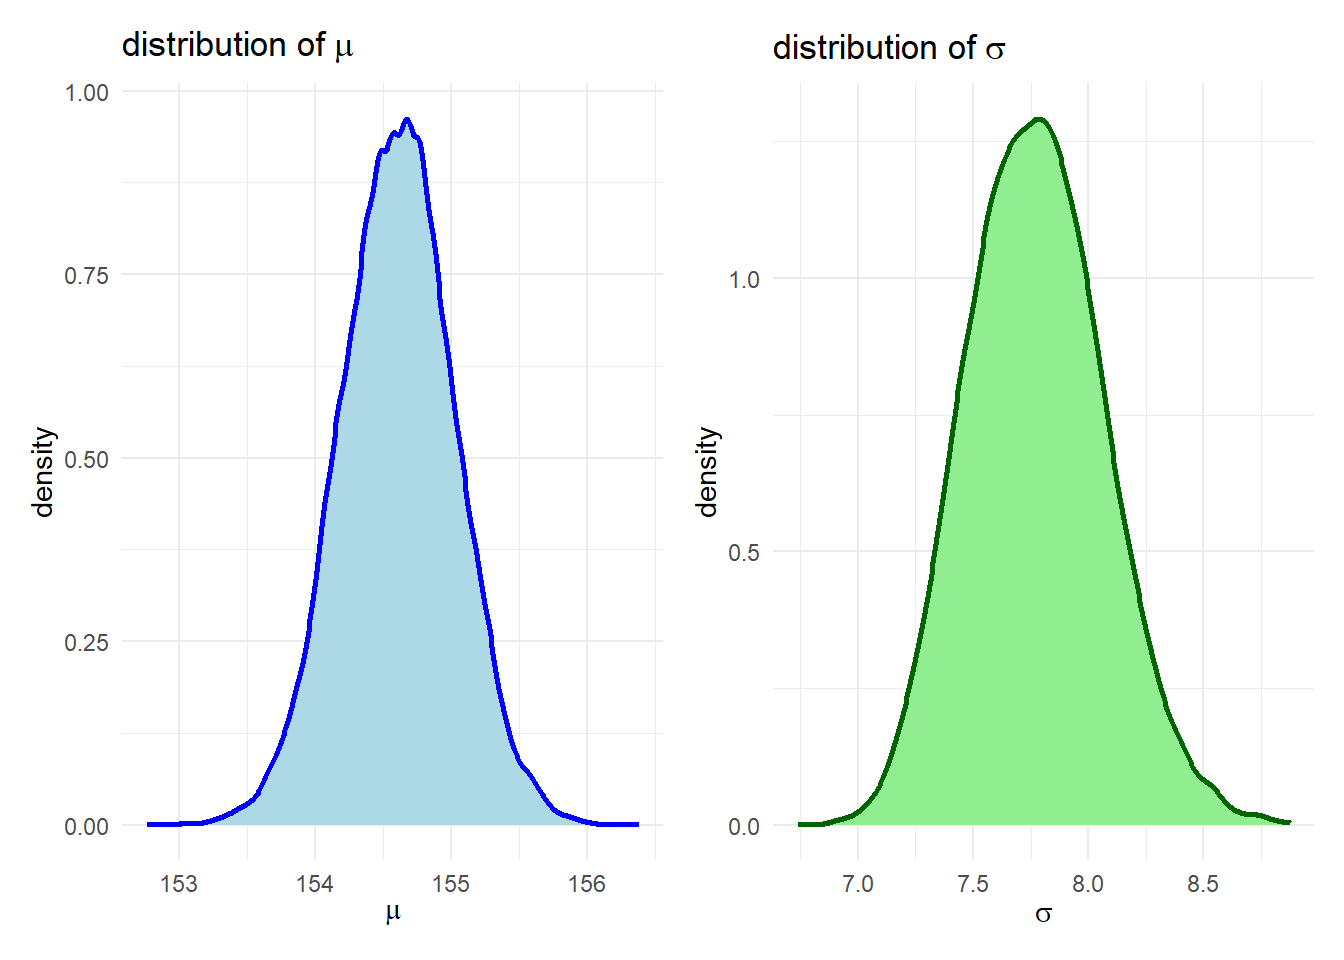 distribution of μ
1.00
0.75
0.50
0.25
0.00
density
153 154 155 156
μ
distribution of σ
1.0
0.5
0.0
density
7.0 7.5 8.0 8.5
σ